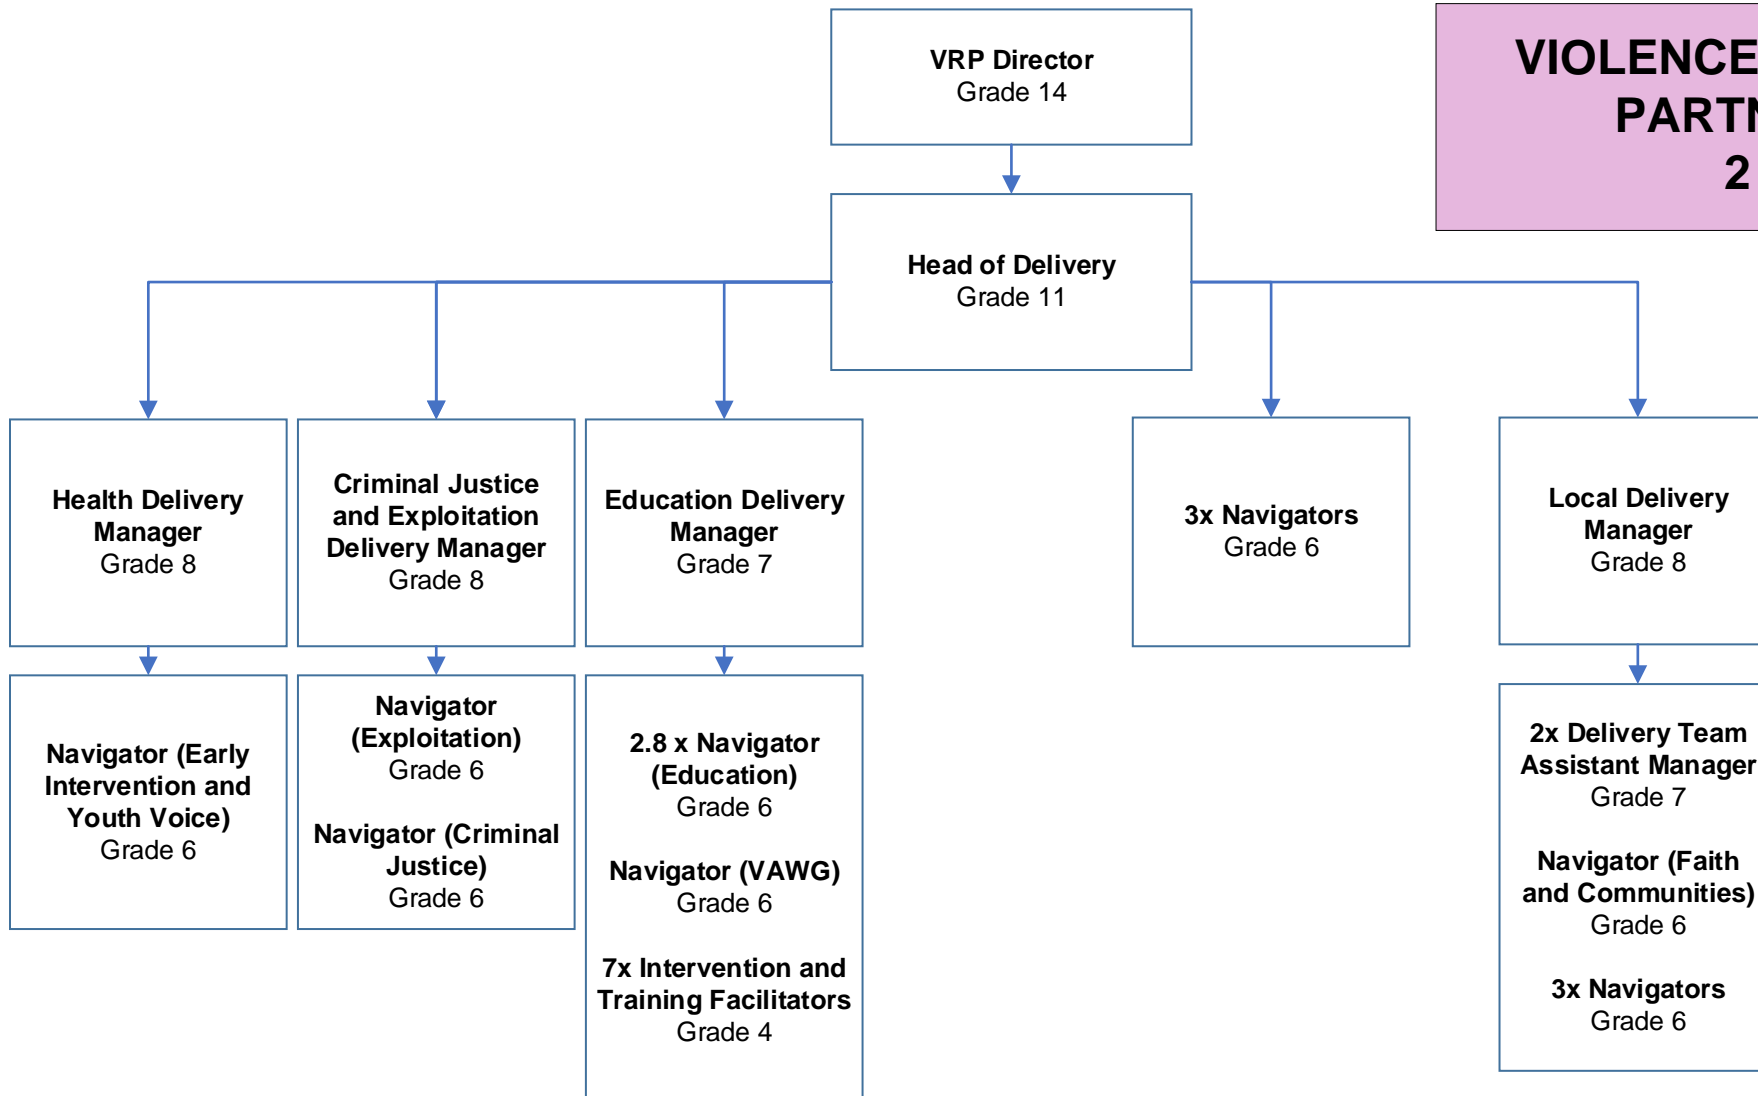 VRP Director
Grade 14
VIOLENCE
PARTN
2
Head of Delivery
Grade 11
Health Delivery
Manager
Grade 8
Criminal Justice
and Exploitation
Delivery Manager
Grade 8
Education Delivery
Manager
Grade 7
3x Navigators
Grade 6
Local Delivery
Manager
Grade 8
Navigator (Early
Intervention and
Youth Voice)
Grade 6
Navigator
(Exploitation)
Grade 6
Navigator (Criminal
Justice)
Grade 6
2.8 x Navigator
(Education)
Grade 6
Navigator (VAWG)
Grade 6
7x Intervention and
Training Facilitators
Grade 4
2x Delivery Team
Assistant Manager
Grade 7
Navigator (Faith
and Communities)
Grade 6
3x Navigators
Grade 6